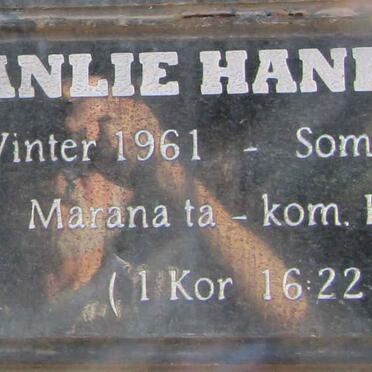 ANLIE HAN
Winter 1961 - Som
Marana ta - kom.
( 1 Kor 16:22